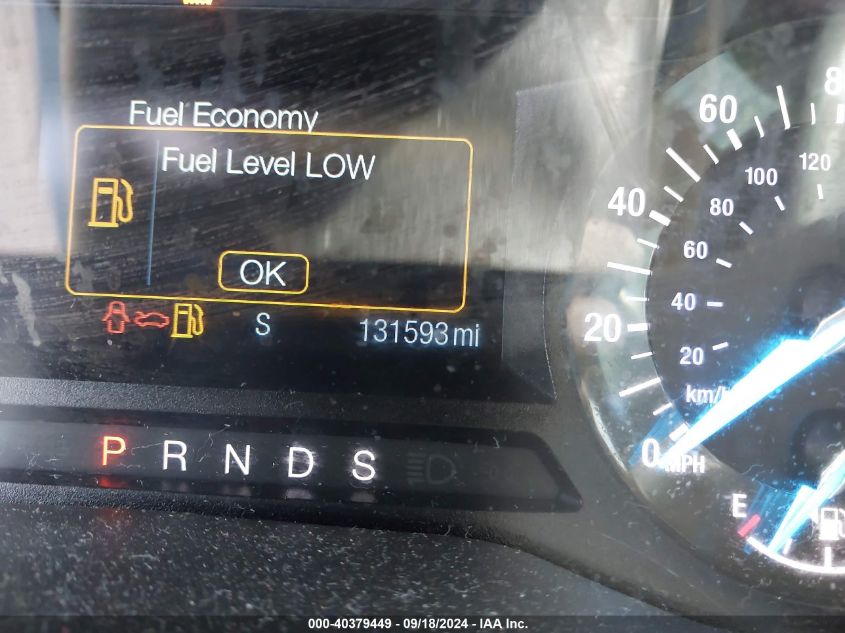 Fuel Economy
Fuel Level LOW
OK
S
131593 mi
P R N D S
0
20
40
60
20
40
60
80
100
120
km/h
MPH
E
000-40379449 - 09/18/2024 - IAA Inc.